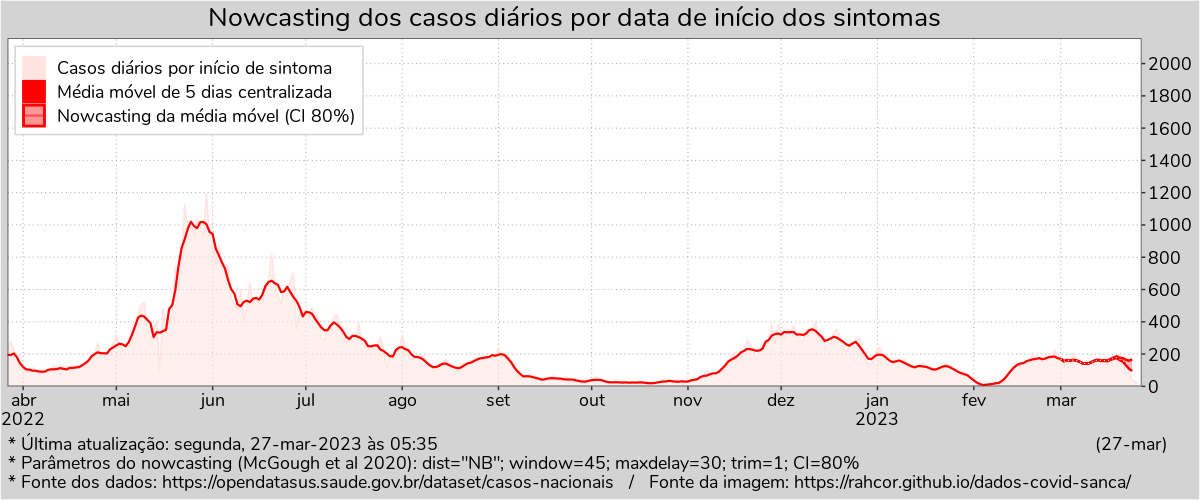 Nowcasting dos casos diários por data de início dos sintomas
Casos diários por início de sintoma
Média móvel de 5 dias centralizada
Nowcasting da média móvel (CI 80%)
2000
1800
1600
1400
1200
1000
800
600
400
200
0
abr mai jun jul ago set out nov dez jan fev mar
2022 2023
* Última atualização: segunda, 27-mar-2023 às 05:35 (27-mar)
* Parâmetros do nowcasting (McGough et al 2020): dist="NB"; window=45; maxdelay=30; trim=1; CI=80%
* Fonte dos dados: https://opendatasus.saude.gov.br/dataset/casos-nacionais / Fonte da imagem: https://rahcor.github.io/dados-covid-sanca/